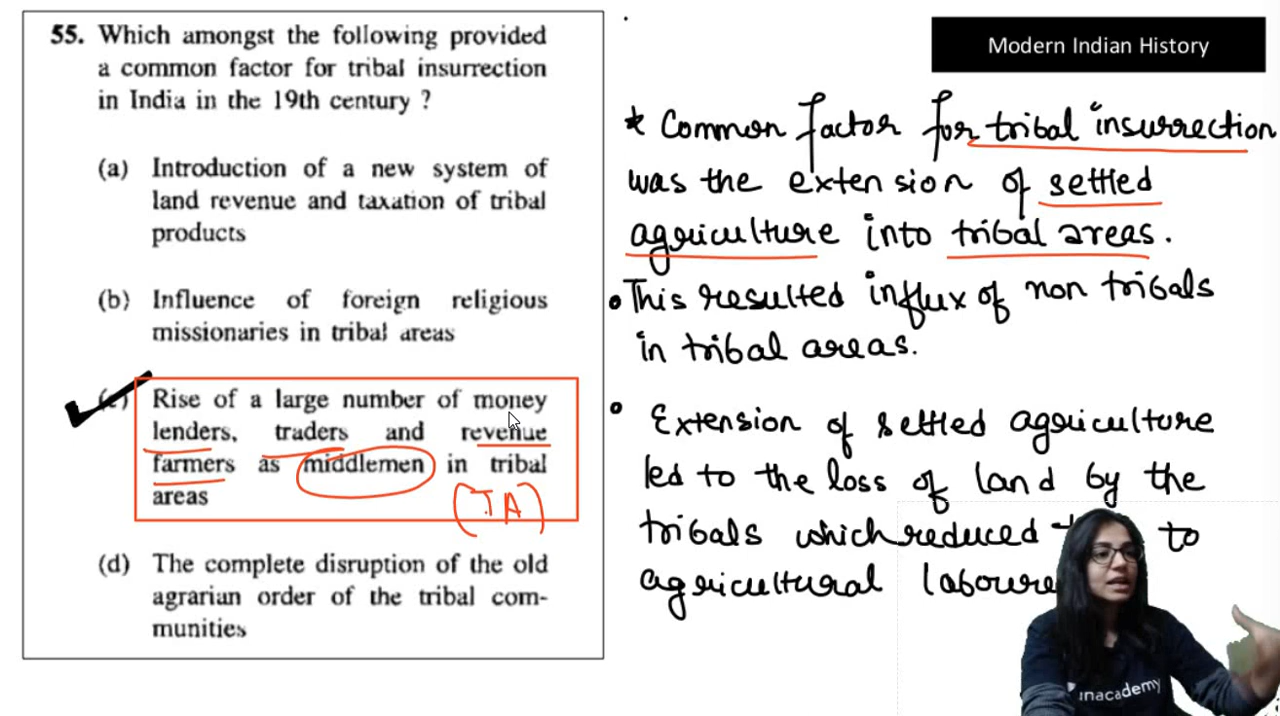 55. Which amongst the following provided
a common factor for tribal insurrection
in India in the 19th century ?
(a) Introduction of a new system of
land revenue and taxation of tribal
products
(b) Influence of foreign religious
missionaries in tribal areas
(c) Rise of a large number of money
lenders, traders and revenue
farmers as middlemen in tribal
areas
(TA)
(d) The complete disruption of the old
agrarian order of the tribal com-
munities
Modern Indian History
* Common factor for tribal insurrection
was the extension of settled
agriculture into tribal areas.
• This resulted influx of non tribals
in tribal areas.
• Extension of settled agriculture
led to the loss of land by the
tribals which reduced to
agricultural
unacademy